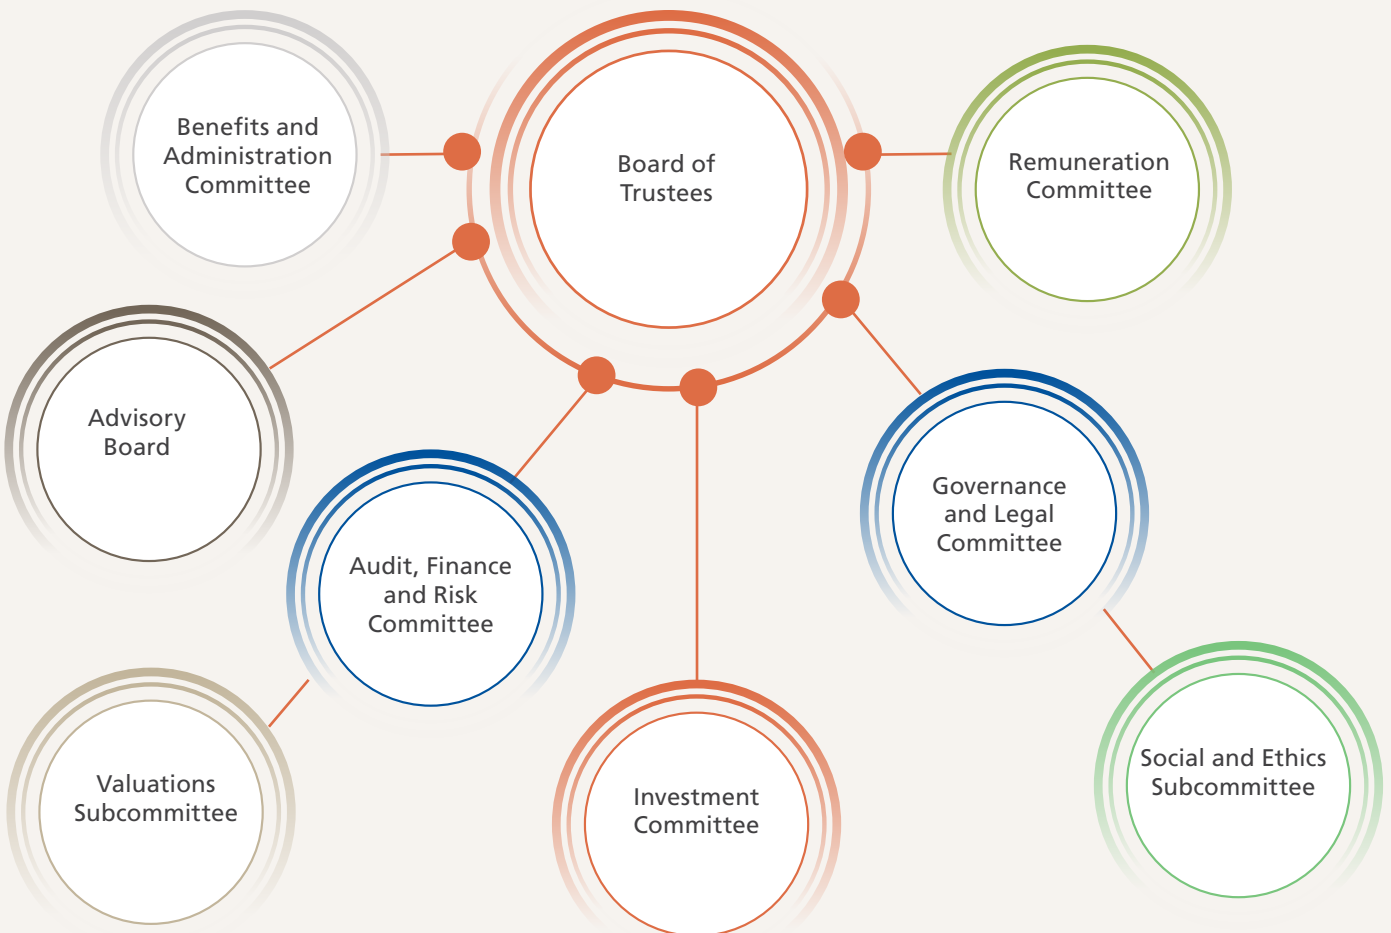 Benefits and
Administration
Committee
Board of
Trustees
Remuneration
Committee
Advisory
Board
Audit, Finance
and Risk
Committee
Governance
and Legal
Committee
Valuations
Subcommittee
Investment
Committee
Social and Ethics
Subcommittee